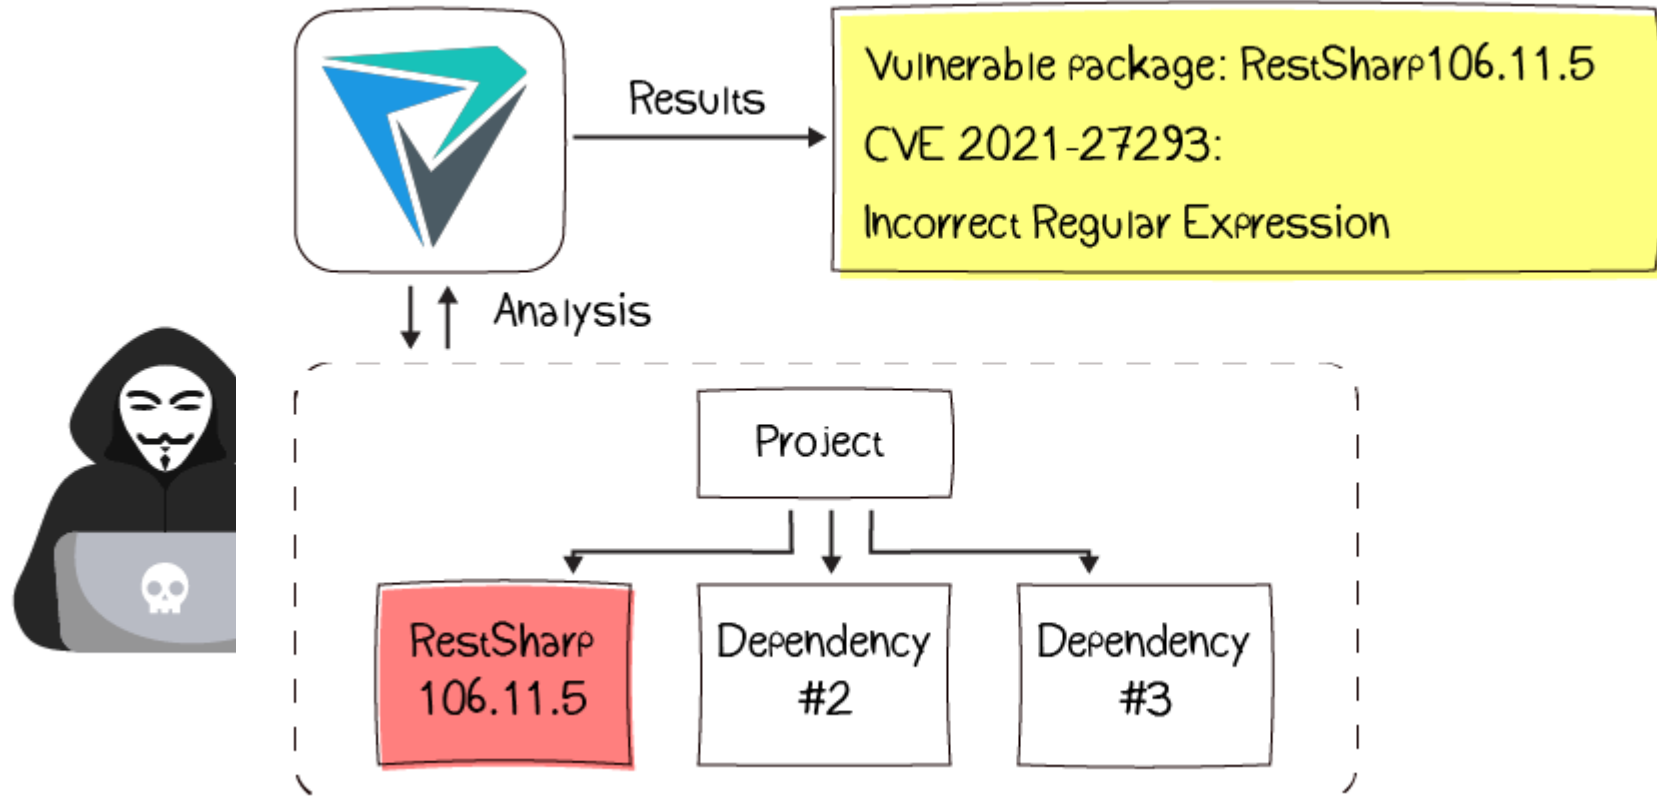 Results
Vulnerable package: RestSharp106.11.5
CVE 2021-27293:
Incorrect Regular Expression
Analysis
Project
RestSharp
106.11.5
Dependency
#2
Dependency
#3